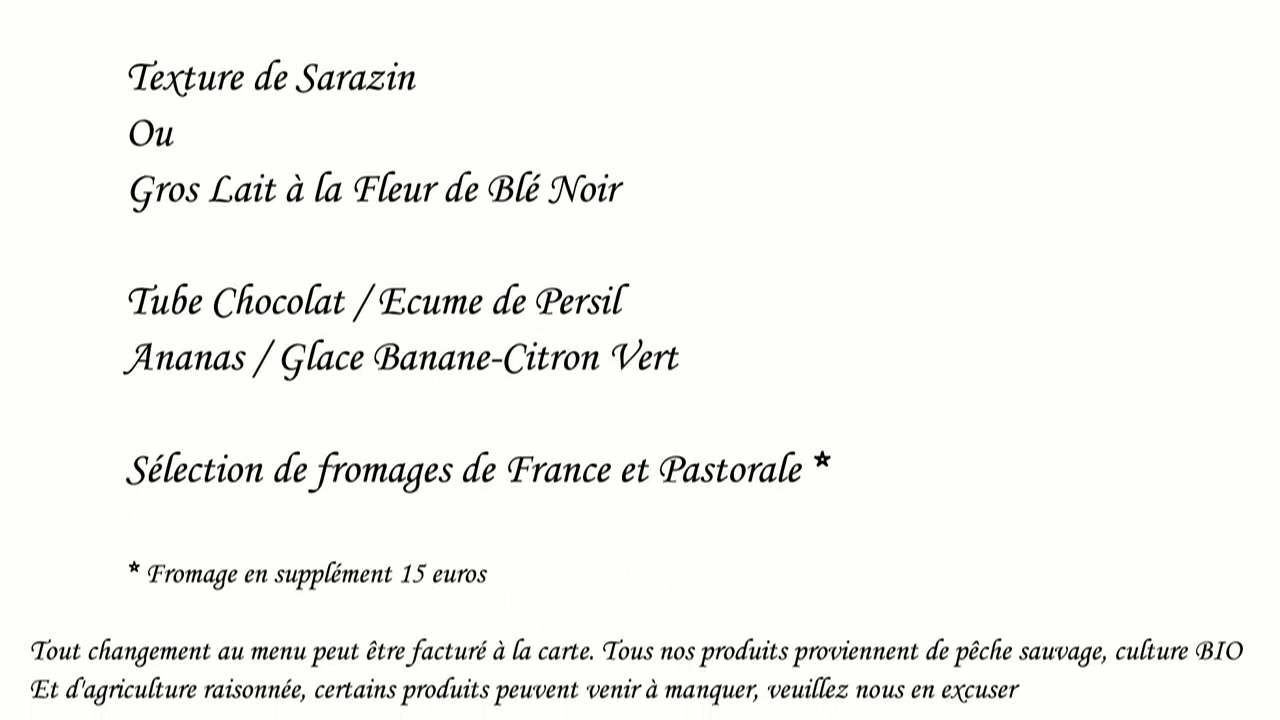 Texture de Sarazin
Ou
Gros Lait à la Fleur de Blé Noir
Tube Chocolat / Ecume de Persil
Ananas / Glace Banane-Citron Vert
Sélection de fromages de France et Pastorale *
* Fromage en supplément 15 euros
Tout changement au menu peut être facturé à la carte. Tous nos produits proviennent de pêche sauvage, culture BIO
Et d'agriculture raisonnée, certains produits peuvent venir à manquer, veuillez nous en excuser